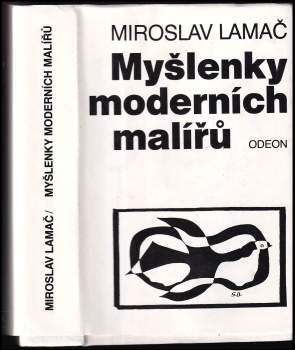 MIROSLAV LAMAČ
Myšlenky
moderních
malířů
ODEON
G.B.
MIROSLAV LAMAČ/ MYŠLENKY MODERNÍCH MALÍŘŮ